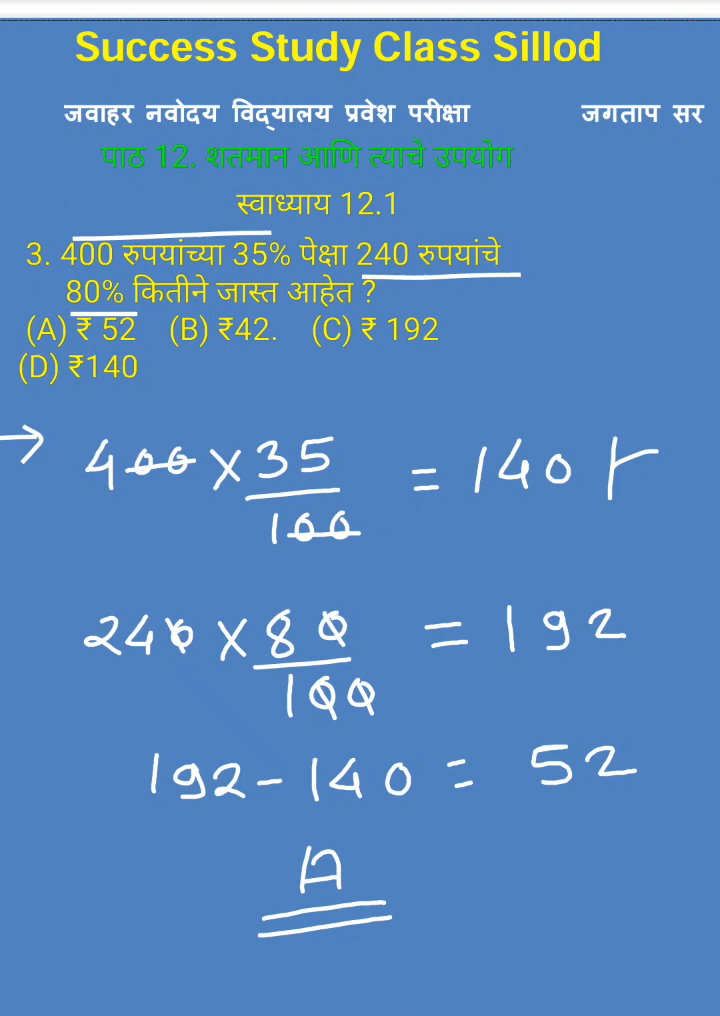 Success Study Class Sillod
जवाहर नवोदय विद्यालय प्रवेश परीक्षा जगताप सर
पाठ 12. शतमान आणि त्याचे उपयोग
स्वाध्याय 12.1
3. 400 रुपयांच्या 35% पेक्षा 240 रुपयांचे
80% कितीने जास्त आहेत ?
(A) ₹ 52 (B) ₹42. (C) ₹ 192
(D) ₹140
→ 400 × 35/100 = 140
240 × 80/100 = 192
192 - 140 = 52
A